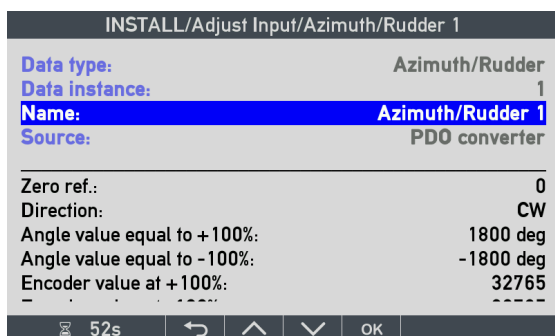 INSTALL/Adjust Input/Azimuth/Rudder 1
Data type: Azimuth/Rudder
Data instance: 1
Name: Azimuth/Rudder 1
Source: PDO converter
Zero ref.: 0
Direction: CW
Angle value equal to +100%: 1800 deg
Angle value equal to -100%: -1800 deg
Encoder value at +100%: 32765
52s OK